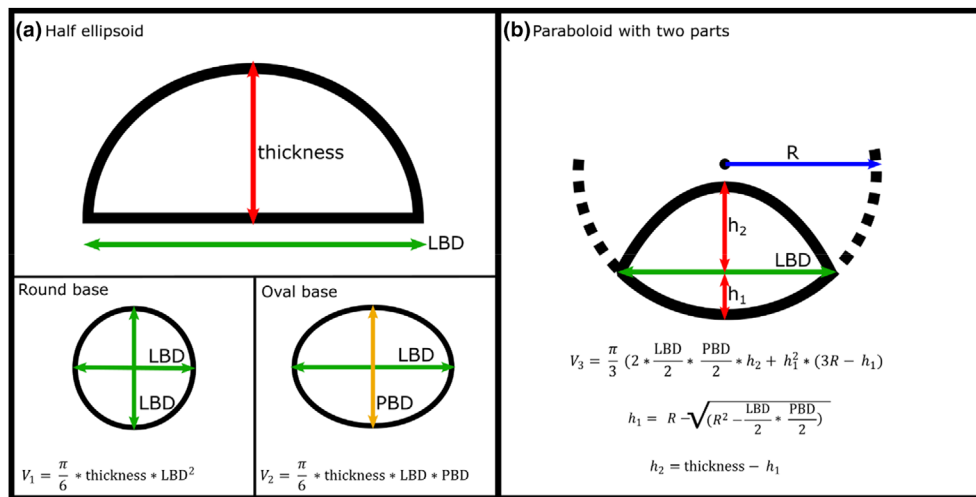 (a) Half ellipsoid
thickness
LBD
Round base
LBD
LBD
V₁ = π/6 * thickness * LBD²
Oval base
LBD
PBD
V₂ = π/6 * thickness * LBD * PBD
(b) Paraboloid with two parts
R
h₂
LBD
h₁
V₃ = π/3 (2 * LBD/2 * PBD/2 * h₂ + h₁² * (3R − h₁)
h₁ = R − √(R² − LBD/2 * PBD/2)
h₂ = thickness − h₁